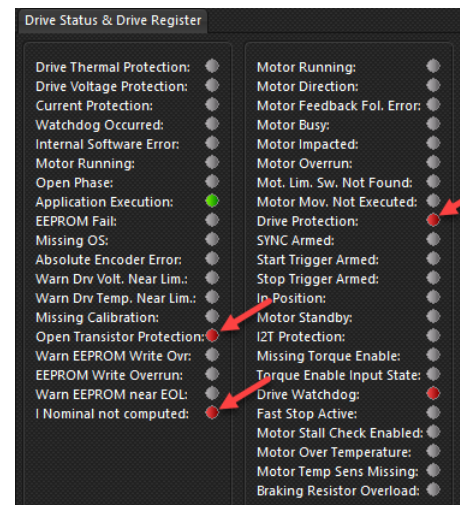 Drive Status & Drive Register
Drive Thermal Protection:
Drive Voltage Protection:
Current Protection:
Watchdog Occurred:
Internal Software Error:
Motor Running:
Open Phase:
Application Execution:
EEPROM Fail:
Missing OS:
Absolute Encoder Error:
Warn Drv Volt. Near Lim.:
Warn Drv Temp. Near Lim.:
Missing Calibration:
Open Transistor Protection:
Warn EEPROM Write Ovr:
EEPROM Write Overrun:
Warn EEPROM near EOL:
I Nominal not computed:
Motor Running:
Motor Direction:
Motor Feedback Fol. Error:
Motor Busy:
Motor Impacted:
Motor Overrun:
Mot. Lim. Sw. Not Found:
Motor Mov. Not Executed:
Drive Protection:
SYNC Armed:
Start Trigger Armed:
Stop Trigger Armed:
In Position:
Motor Standby:
I2T Protection:
Missing Torque Enable:
Torque Enable Input State:
Drive Watchdog:
Fast Stop Active:
Motor Stall Check Enabled:
Motor Over Temperature:
Motor Temp Sens Missing:
Braking Resistor Overload: